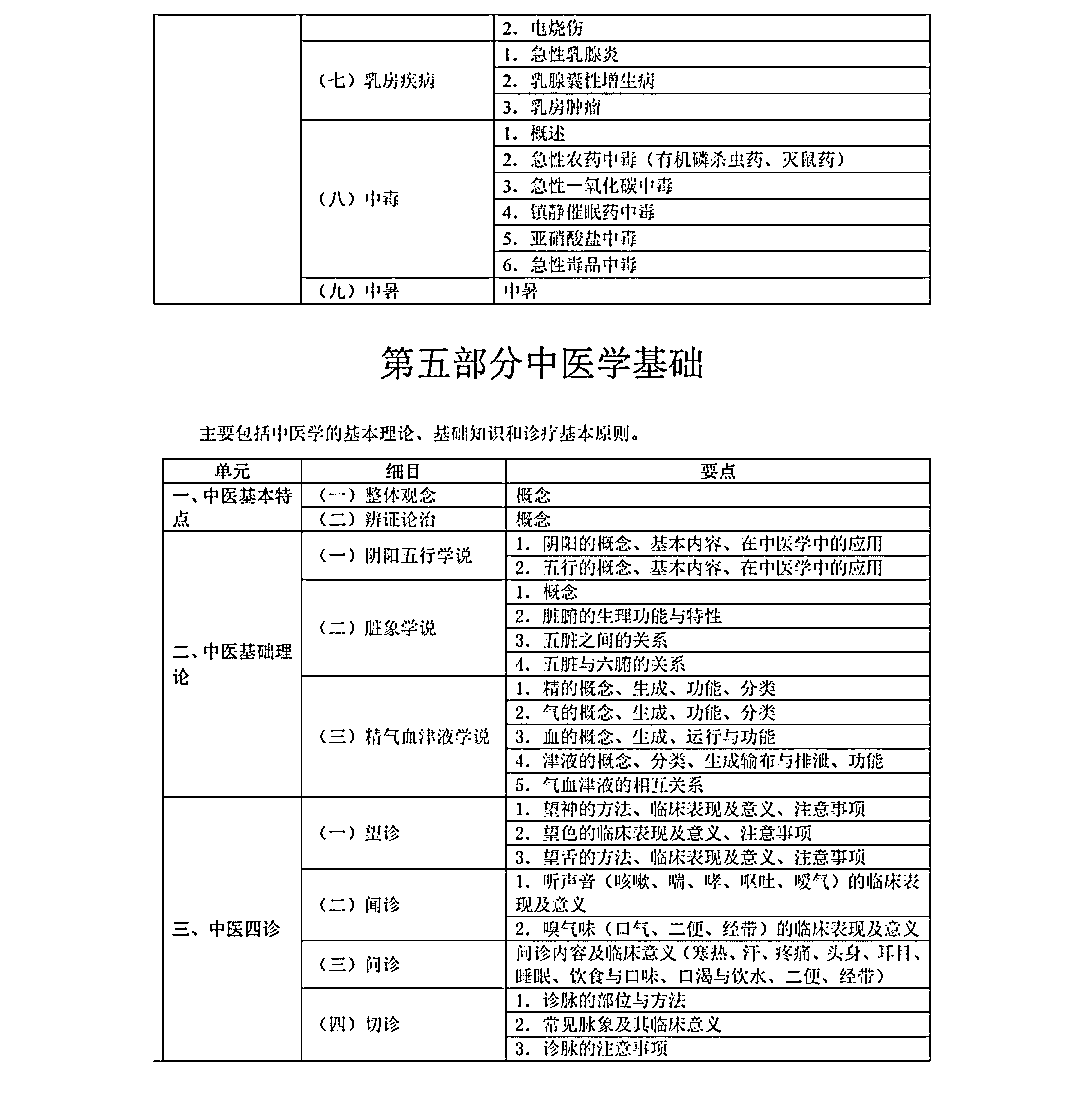 2. 电烧伤
（七）乳房疾病
1. 急性乳腺炎
2. 乳腺囊性增生病
3. 乳房肿瘤
（八）中毒
1. 概述
2. 急性农药中毒（有机磷杀虫药、灭鼠药）
3. 急性一氧化碳中毒
4. 镇静催眠药中毒
5. 亚硝酸盐中毒
6. 急性毒品中毒
（九）中暑
中暑
第五部分中医学基础
主要包括中医学的基本理论、基础知识和诊疗基本原则。
单元 细目 要点
一、中医基本特
点
（一）整体观念
概念
（二）辨证论治
概念
二、中医基础理
论
（一）阴阳五行学说
1. 阴阳的概念、基本内容、在中医学中的应用
2. 五行的概念、基本内容、在中医学中的应用
（二）脏象学说
1. 概念
2. 脏腑的生理功能与特性
3. 五脏之间的关系
4. 五脏与六腑的关系
（三）精气血津液学说
1. 精的概念、生成、功能、分类
2. 气的概念、生成、功能、分类
3. 血的概念、生成、运行与功能
4. 津液的概念、分类、生成输布与排泄、功能
5. 气血津液的相互关系
三、中医四诊
（一）望诊
1. 望神的方法、临床表现及意义、注意事项
2. 望色的临床表现及意义、注意事项
3. 望舌的方法、临床表现及意义、注意事项
（二）闻诊
1. 听声音（咳嗽、喘、哮、呕吐、嗳气）的临床表
现及意义
2. 嗅气味（口气、二便、经带）的临床表现及意义
（三）问诊
问诊内容及临床意义（寒热、汗、疼痛、头身、耳目、
睡眠、饮食与口味、口渴与饮水、二便、经带）
（四）切诊
1. 诊脉的部位与方法
2. 常见脉象及其临床意义
3. 诊脉的注意事项